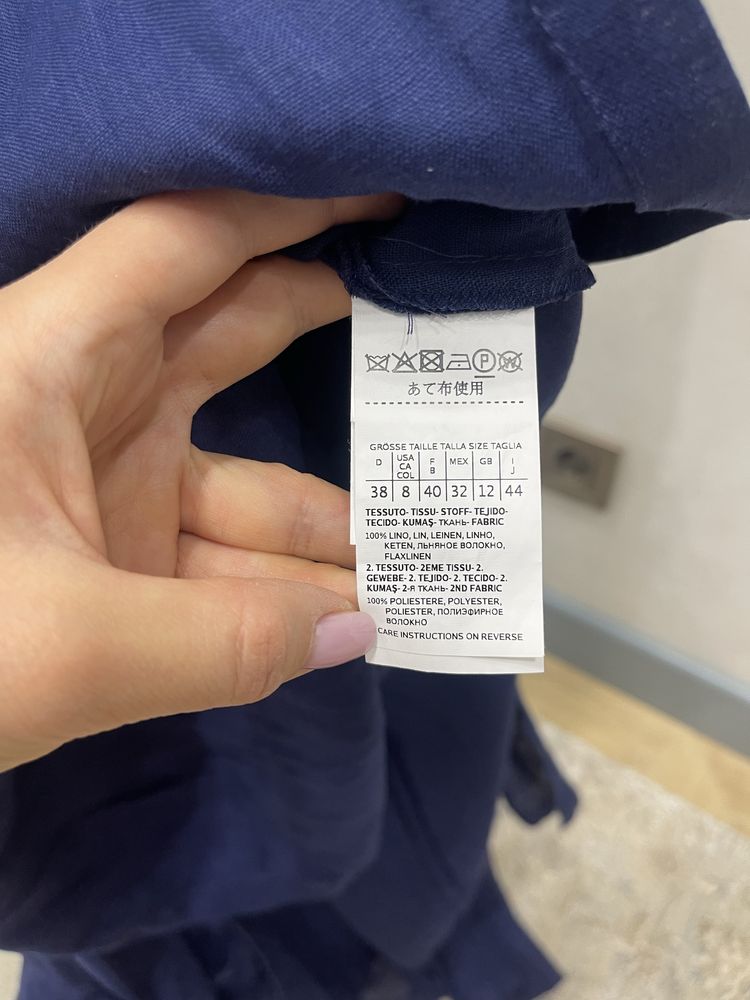 P W
あて布使用
GRÖSSE TAILLE TALLA SIZE TAGLIA
D USA CA COL F B MEX GB I J
38 8 40 32 12 44
TESSUTO- TISSU- STOFF- TEJIDO-
TECIDO- KUMAŞ- ТКАНЬ- FABRIC
100% LINO, LIN, LEINEN, LINHO,
KETEN, ЛЬНЯНОЕ ВОЛОКНО,
FLAXLINEN
2. TESSUTO- 2EME TISSU- 2.
GEWEBE- 2. TEJIDO- 2. TECIDO- 2.
KUMAŞ- 2-Я ТКАНЬ- 2ND FABRIC
100% POLIESTERE, POLYESTER,
POLIESTER, ПОЛИЭФИРНОЕ
ВОЛОКНО
CARE INSTRUCTIONS ON REVERSE